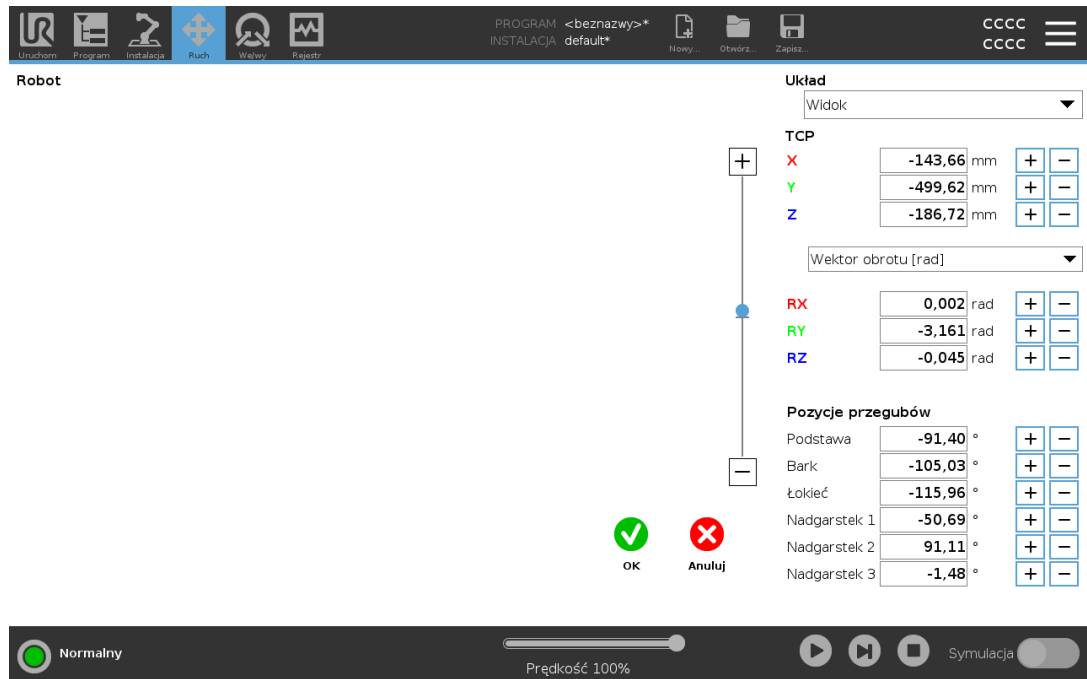 PROGRAM <beznazwy>*
INSTALACJA default*
cccc
cccc
Uruchom Program Instalacja Ruch We/wy Rejestr Nowy... Otwórz... Zapisz...
Robot
Układ
Widok
TCP
X -143,66 mm + −
Y -499,62 mm + −
Z -186,72 mm + −
Wektor obrotu [rad]
RX 0,002 rad + −
RY -3,161 rad + −
RZ -0,045 rad + −
Pozycje przegubów
Podstawa -91,40 ° + −
Bark -105,03 ° + −
Łokieć -115,96 ° + −
Nadgarstek 1 -50,69 ° + −
Nadgarstek 2 91,11 ° + −
Nadgarstek 3 -1,48 ° + −
+
−
OK Anuluj
Normalny
Prędkość 100%
Symulacja